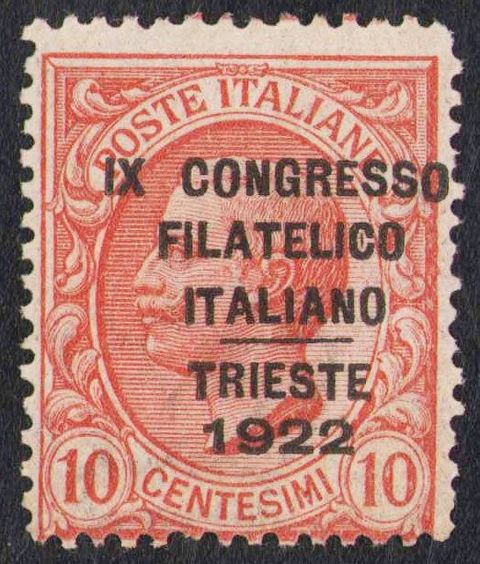 POSTE ITALIANE
IX CONGRESSO
FILATELICO
ITALIANO
TRIESTE
1922
10 CENTESIMI 10